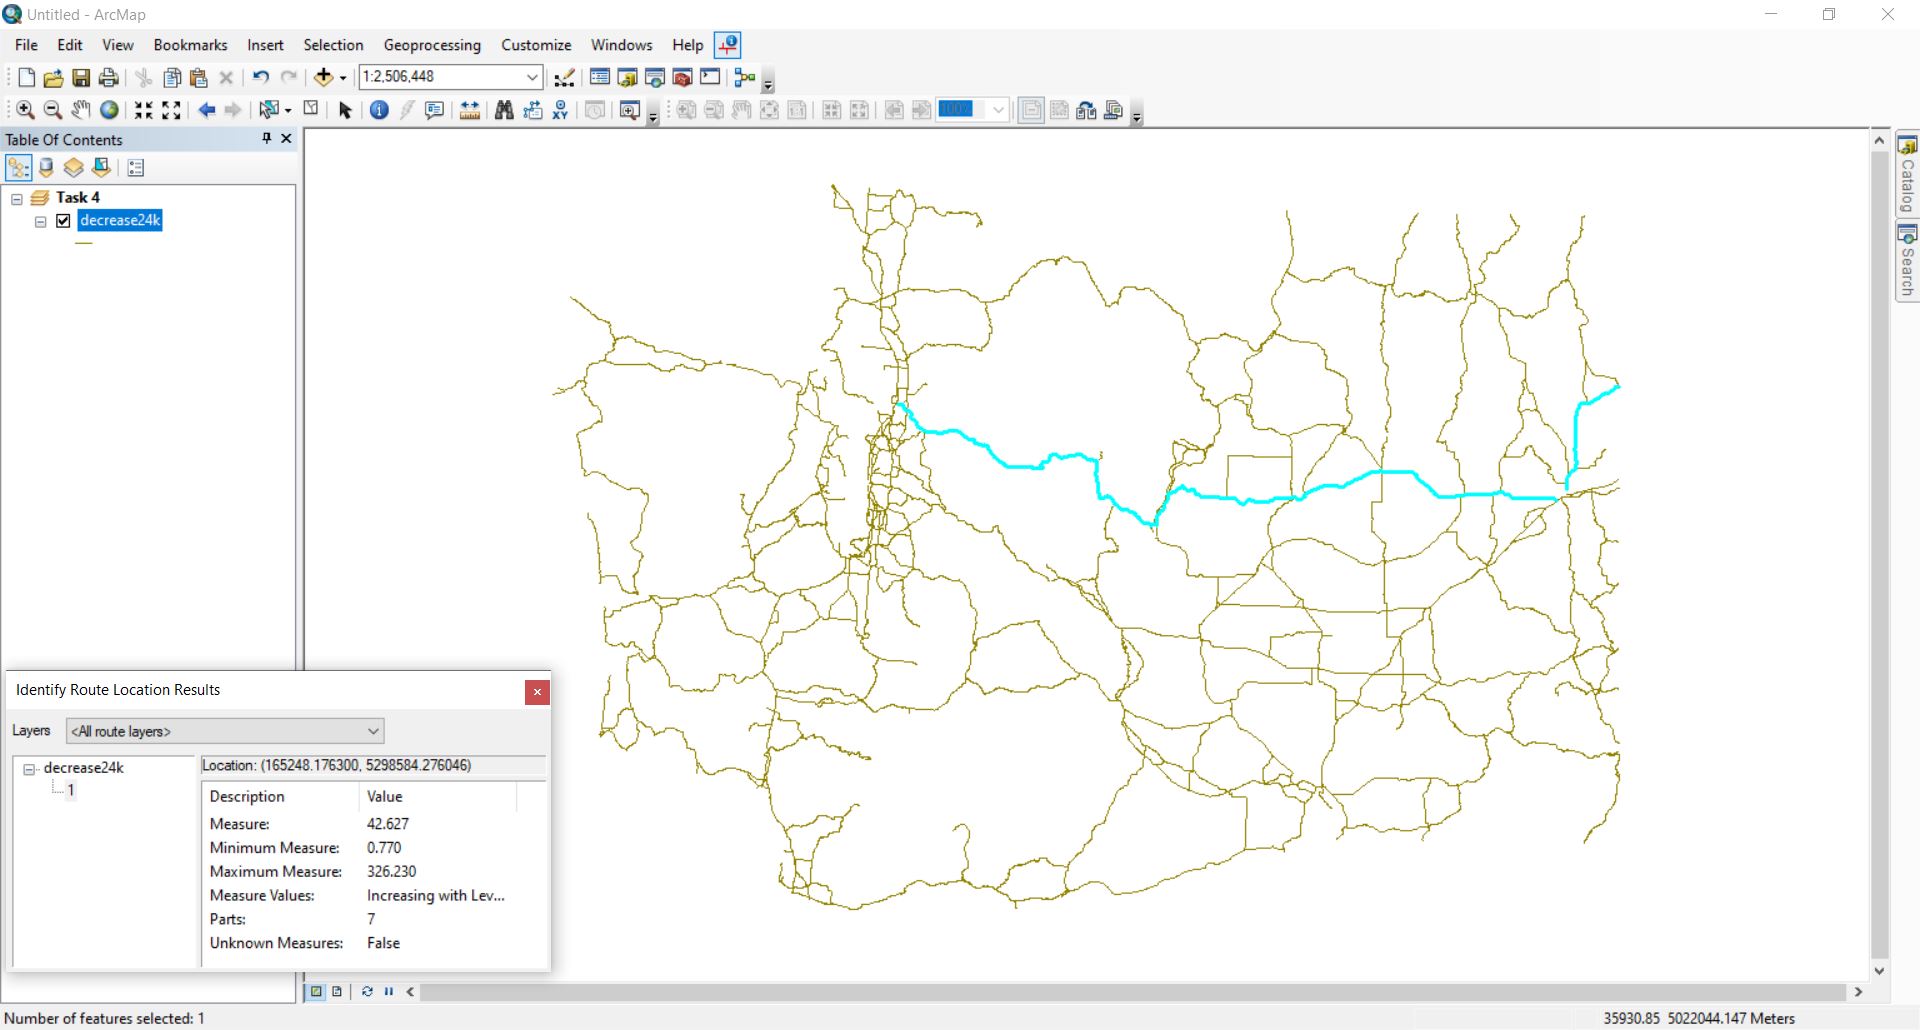 Untitled - ArcMap
File Edit View Bookmarks Insert Selection Geoprocessing Customize Windows Help
1:2,506,448
XY 100%
Table Of Contents
Task 4
decrease24k
Catalog
Search
Identify Route Location Results
Layers <All route layers>
decrease24k
1
Location: (165248.176300, 5298584.276046)
Description Value
Measure: 42.627
Minimum Measure: 0.770
Maximum Measure: 326.230
Measure Values: Increasing with Lev...
Parts: 7
Unknown Measures: False
Number of features selected: 1
35930.85 5022044.147 Meters